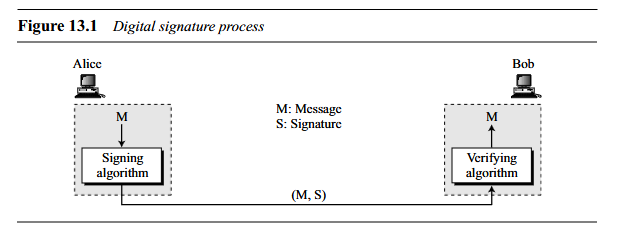 Figure 13.1 Digital signature process
Alice
Bob
M
M: Message
S: Signature
M
Signing
algorithm
Verifying
algorithm
(M, S)